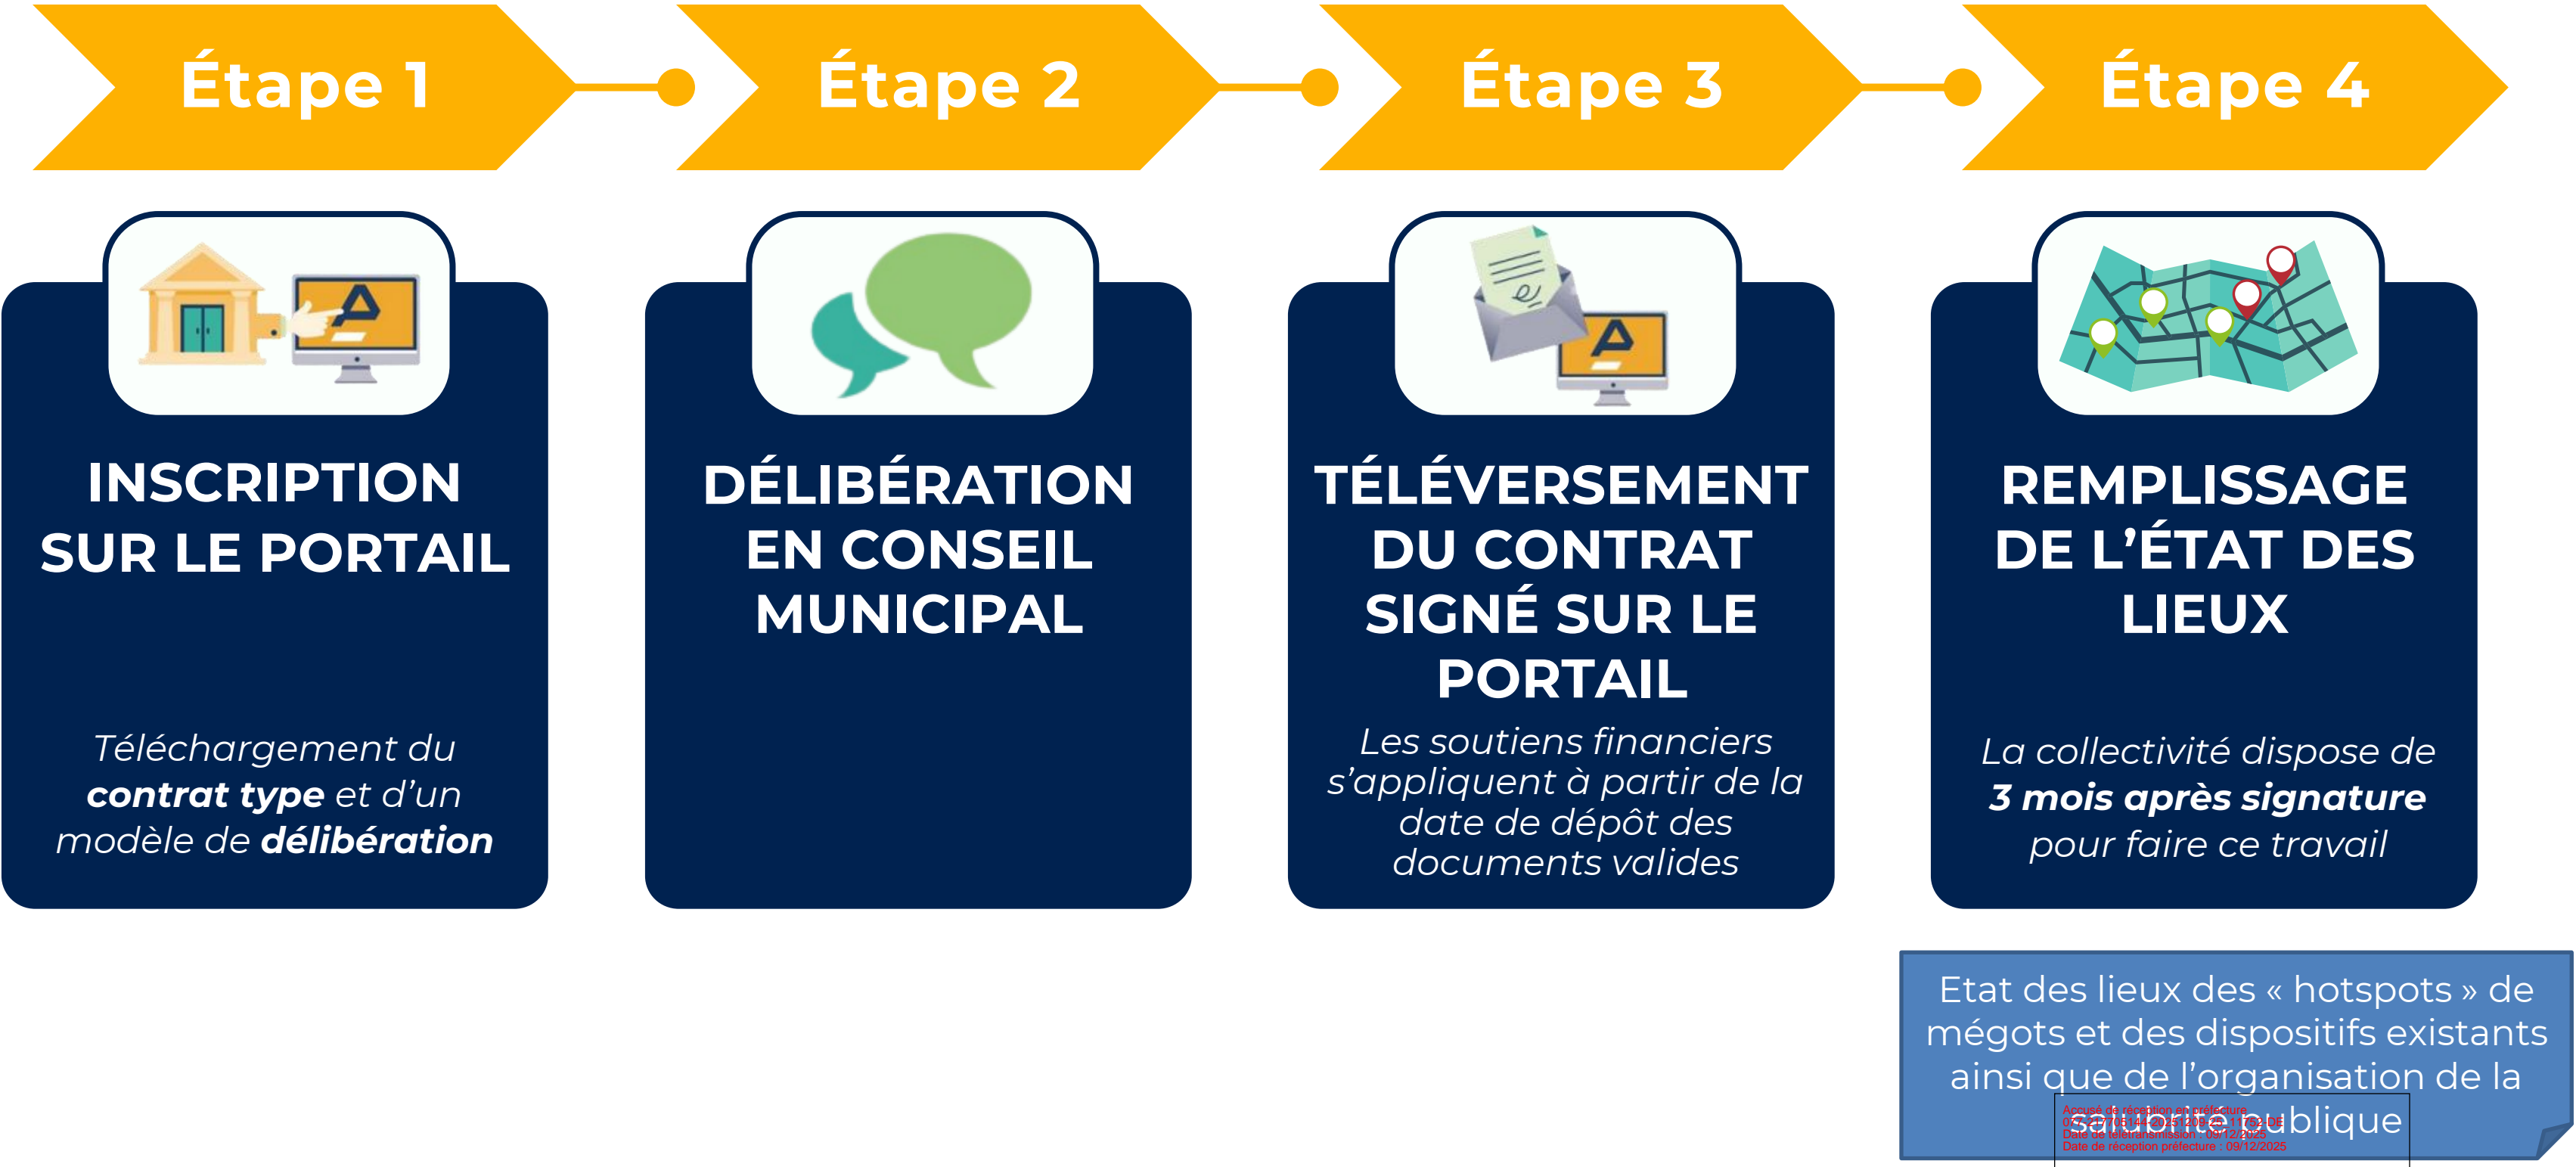 Étape 1
Étape 2
Étape 3
Étape 4
INSCRIPTION
SUR LE PORTAIL
Téléchargement du
contrat type et d’un
modèle de délibération
DÉLIBÉRATION
EN CONSEIL
MUNICIPAL
TÉLÉVERSEMENT
DU CONTRAT
SIGNÉ SUR LE
PORTAIL
Les soutiens financiers
s’appliquent à partir de la
date de dépôt des
documents valides
REMPLISSAGE
DE L’ÉTAT DES
LIEUX
La collectivité dispose de
3 mois après signature
pour faire ce travail
Etat des lieux des « hotspots » de
mégots et des dispositifs existants
ainsi que de l’organisation de la
salubrité publique
Accusé de réception en préfecture
077-217705144-20251209-25_11752-DE
Date de télétransmission : 09/12/2025
Date de réception préfecture : 09/12/2025